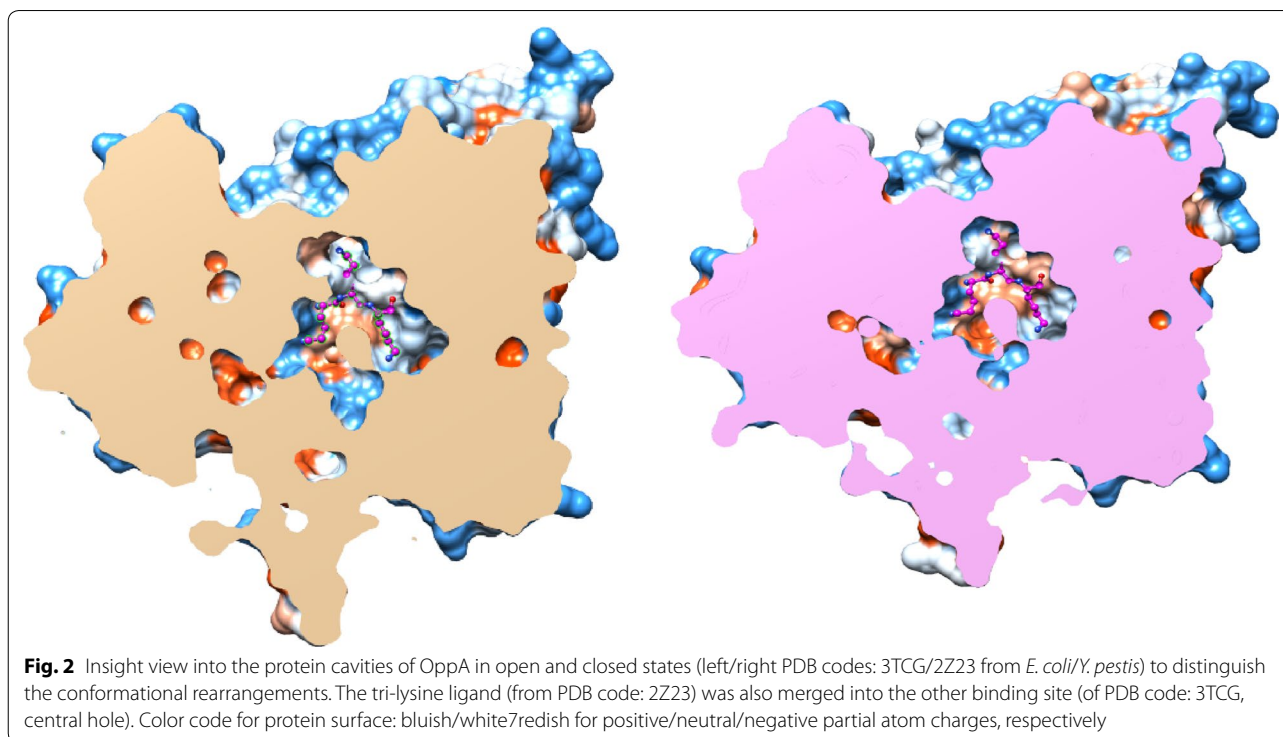 Fig. 2 Insight view into the protein cavities of OppA in open and closed states (left/right PDB codes: 3TCG/2Z23 from E. coli/Y. pestis) to distinguish
the conformational rearrangements. The tri-lysine ligand (from PDB code: 2Z23) was also merged into the other binding site (of PDB code: 3TCG,
central hole). Color code for protein surface: bluish/white7redish for positive/neutral/negative partial atom charges, respectively